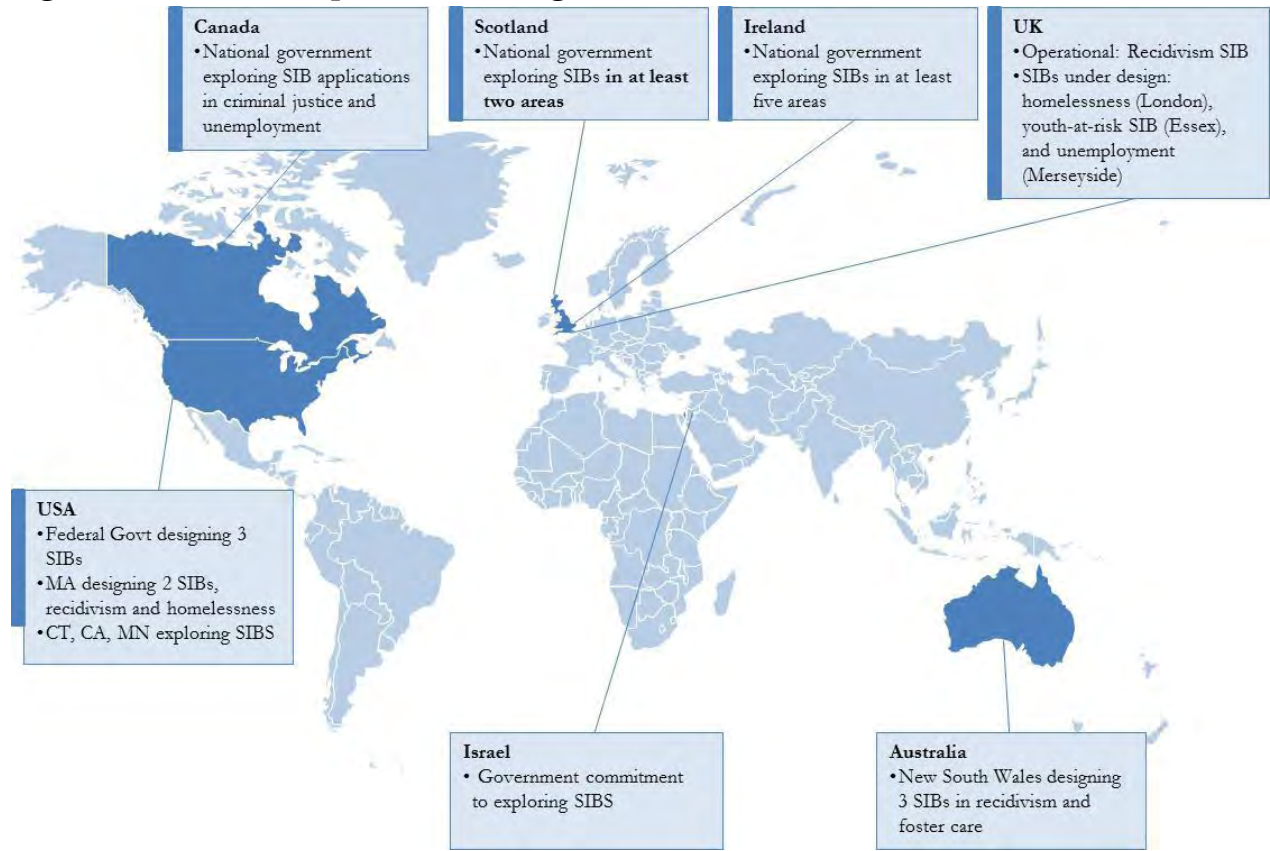 Canada
•National government
exploring SIB applications
in criminal justice and
unemployment
Scotland
•National government
exploring SIBs in at least
two areas
Ireland
•National government
exploring SIBs in at least
five areas
UK
•Operational: Recidivism SIB
•SIBs under design:
homelessness (London),
youth-at-risk SIB (Essex),
and unemployment
(Merseyside)
USA
•Federal Govt designing 3
SIBs
•MA designing 2 SIBs,
recidivism and homelessness
•CT, CA, MN exploring SIBS
Israel
• Government commitment
to exploring SIBS
Australia
•New South Wales designing
3 SIBs in recidivism and
foster care